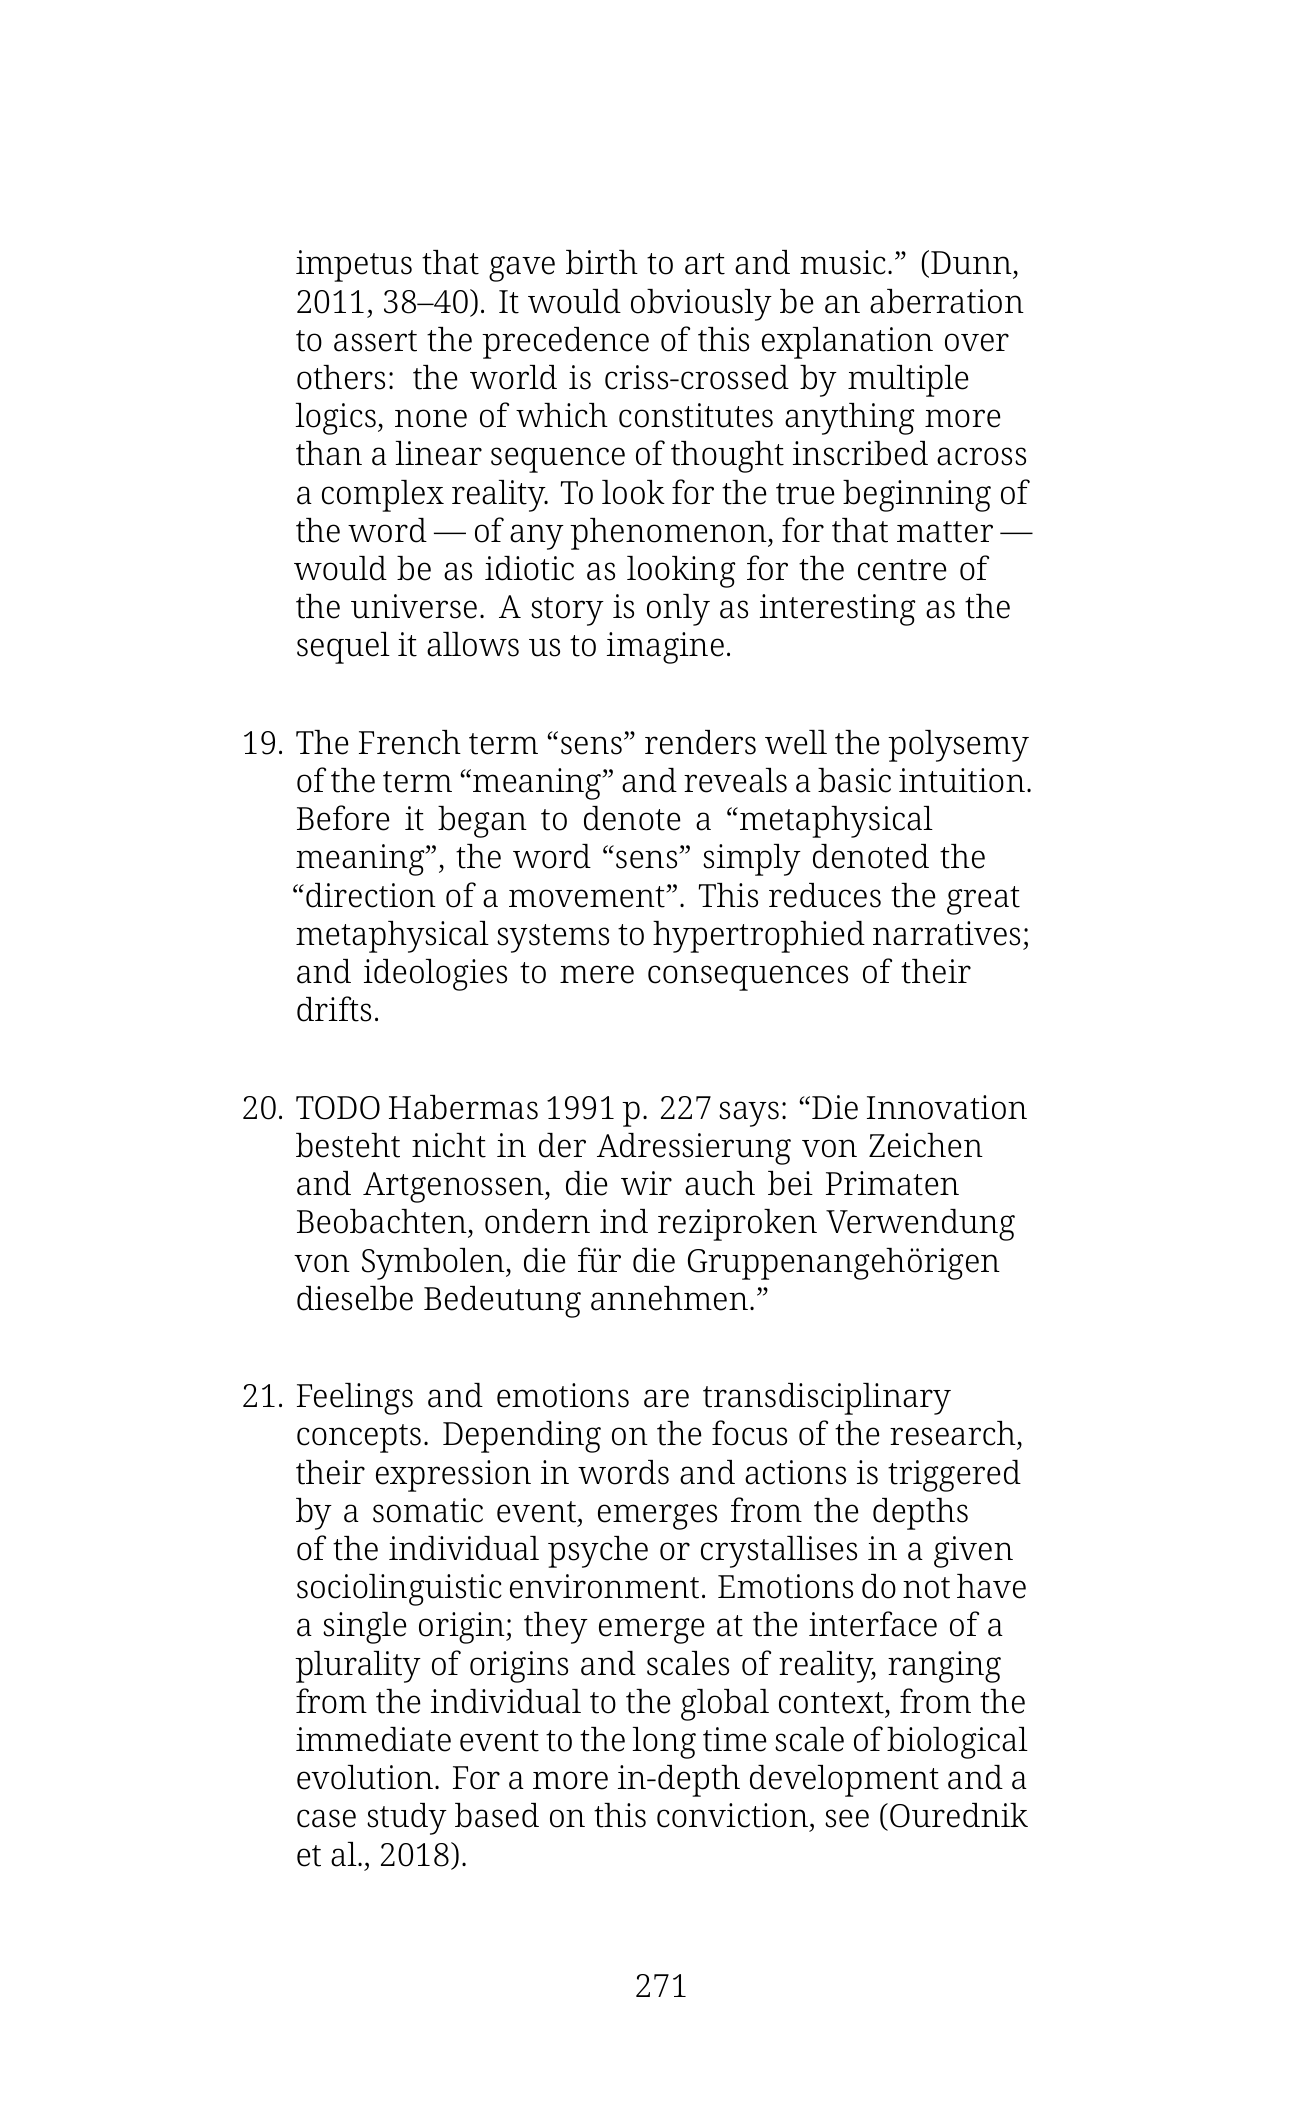 impetus that gave birth to art and music.” (Dunn,
2011, 38–40). It would obviously be an aberration
to assert the precedence of this explanation over
others: the world is criss-crossed by multiple
logics, none of which constitutes anything more
than a linear sequence of thought inscribed across
a complex reality. To look for the true beginning of
the word — of any phenomenon, for that matter —
would be as idiotic as looking for the centre of
the universe. A story is only as interesting as the
sequel it allows us to imagine.
19. The French term “sens” renders well the polysemy
of the term “meaning” and reveals a basic intuition.
Before it began to denote a “metaphysical
meaning”, the word “sens” simply denoted the
“direction of a movement”. This reduces the great
metaphysical systems to hypertrophied narratives;
and ideologies to mere consequences of their
drifts.
20. TODO Habermas 1991 p. 227 says: “Die Innovation
besteht nicht in der Adressierung von Zeichen
and Artgenossen, die wir auch bei Primaten
Beobachten, ondern ind reziproken Verwendung
von Symbolen, die für die Gruppenangehörigen
dieselbe Bedeutung annehmen.”
21. Feelings and emotions are transdisciplinary
concepts. Depending on the focus of the research,
their expression in words and actions is triggered
by a somatic event, emerges from the depths
of the individual psyche or crystallises in a given
sociolinguistic environment. Emotions do not have
a single origin; they emerge at the interface of a
plurality of origins and scales of reality, ranging
from the individual to the global context, from the
immediate event to the long time scale of biological
evolution. For a more in-depth development and a
case study based on this conviction, see (Ourednik
et al., 2018).
271